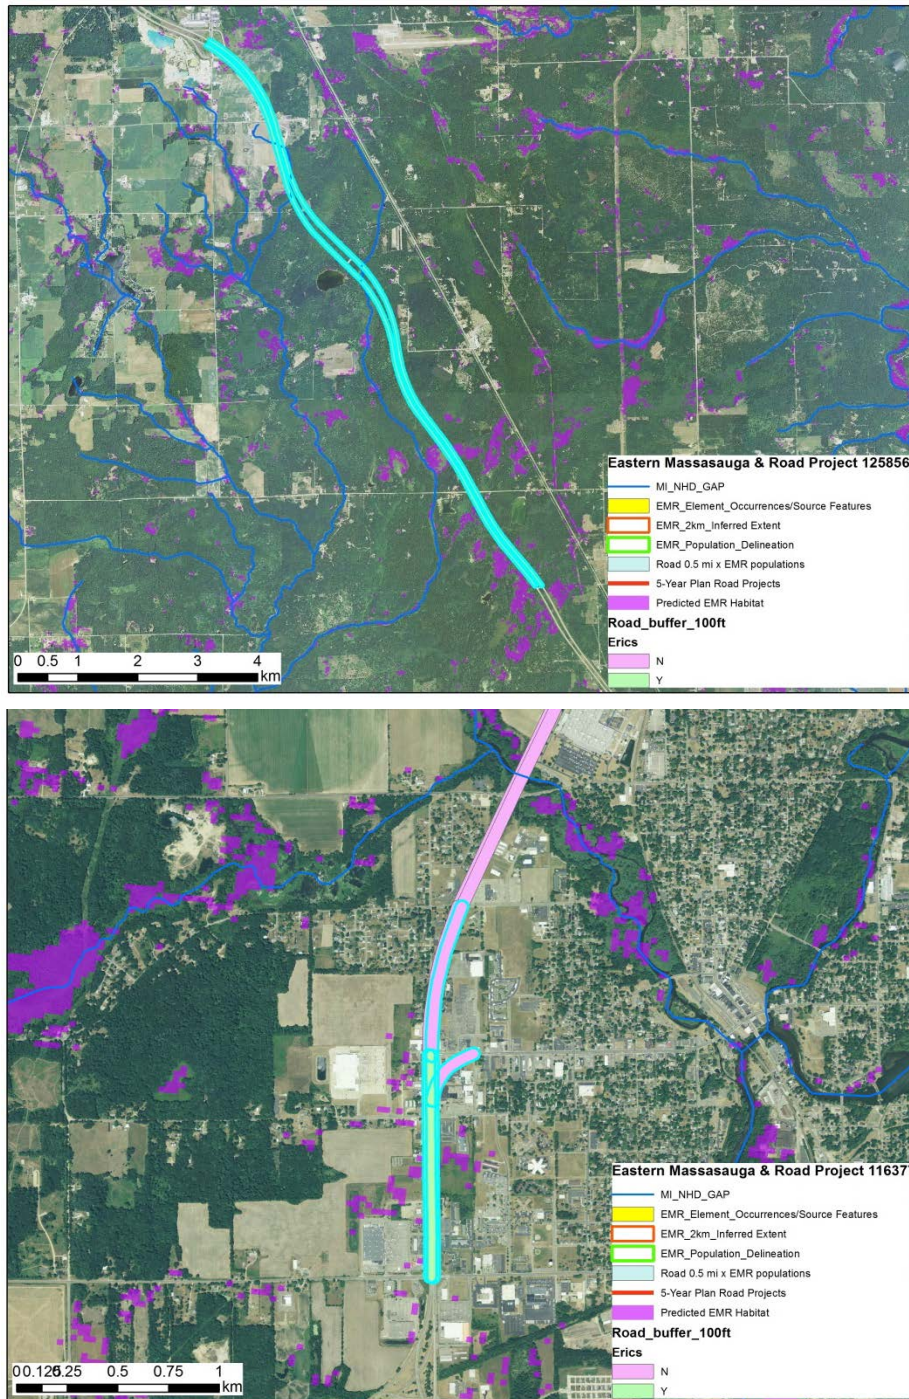 Eastern Massasauga & Road Project 125856
MI_NHD_GAP
EMR_Element_Occurrences/Source Features
EMR_2km_Inferred Extent
EMR_Population_Delineation
Road 0.5 mi x EMR populations
5-Year Plan Road Projects
Predicted EMR Habitat
Road_buffer_100ft
Erics
N
Y
0 0.5 1 2 3 4
km
Eastern Massasauga & Road Project 11637
MI_NHD_GAP
EMR_Element_Occurrences/Source Features
EMR_2km_Inferred Extent
EMR_Population_Delineation
Road 0.5 mi x EMR populations
5-Year Plan Road Projects
Predicted EMR Habitat
Road_buffer_100ft
Erics
N
Y
0 0.125 0.25 0.5 0.75 1
km